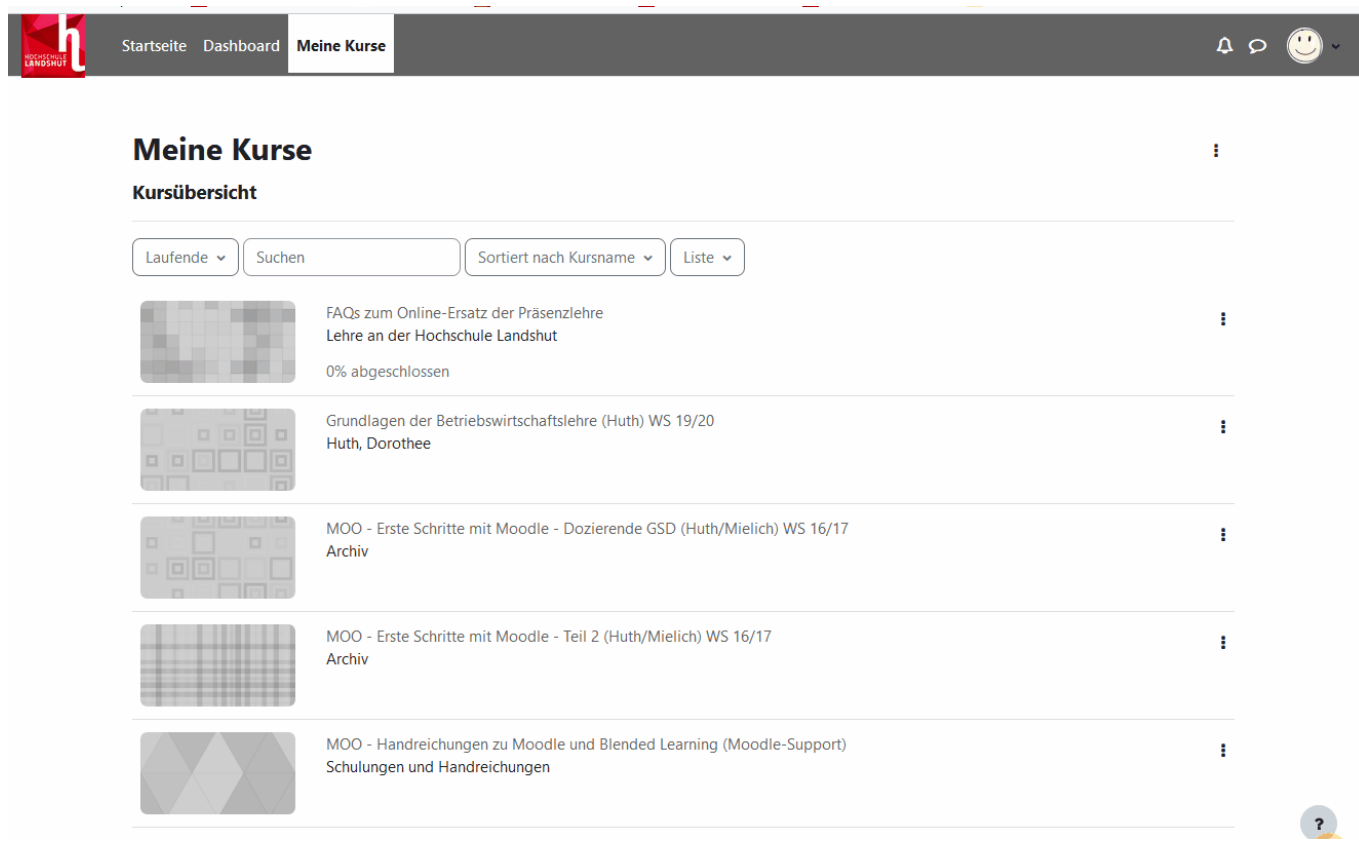 HOCHSCHULE
LANDSHUT
Startseite Dashboard Meine Kurse
Meine Kurse
Kursübersicht
Laufende Suchen Sortiert nach Kursname Liste
FAQs zum Online-Ersatz der Präsenzlehre
Lehre an der Hochschule Landshut
0% abgeschlossen
Grundlagen der Betriebswirtschaftslehre (Huth) WS 19/20
Huth, Dorothee
MOO - Erste Schritte mit Moodle - Dozierende GSD (Huth/Mielich) WS 16/17
Archiv
MOO - Erste Schritte mit Moodle - Teil 2 (Huth/Mielich) WS 16/17
Archiv
MOO - Handreichungen zu Moodle und Blended Learning (Moodle-Support)
Schulungen und Handreichungen
?